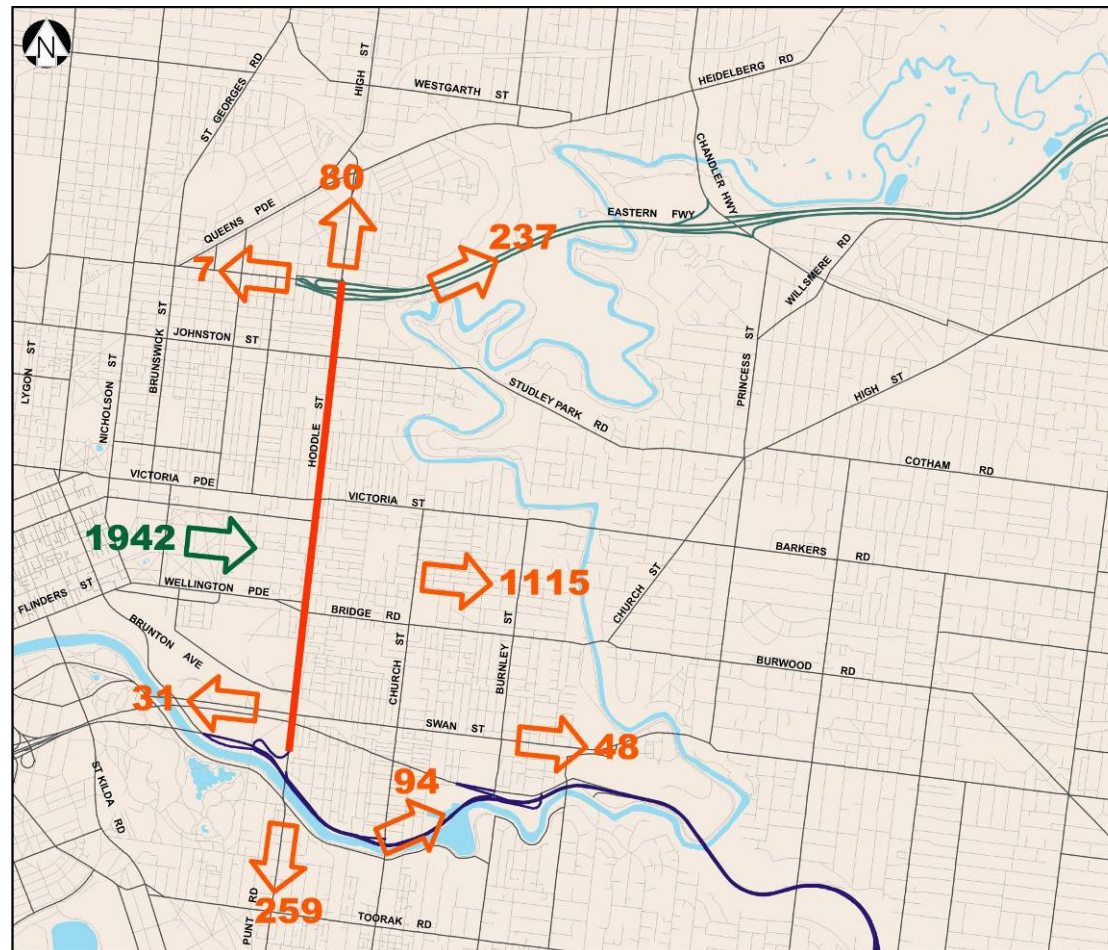 N
ST GEORGES RD
HIGH ST
WESTGARTH ST
HEIDELBERG RD
CHANDLER HWY
80
QUEENS PDE
EASTERN FWY
237
7
WILLSMERE RD
JOHNSTON ST
LYGON ST
NICHOLSON ST
BRUNSWICK ST
HODDLE ST
STUDLEY PARK RD
PRINCESS ST
HIGH ST
COTHAM RD
VICTORIA PDE
VICTORIA ST
1942
BARKERS RD
1115
CHURCH ST
FLINDERS ST
WELLINGTON PDE
BRIDGE RD
BRUNTON AVE
CHURCH ST
BURNLEY ST
BURWOOD RD
31
SWAN ST
48
ST KILDA RD
94
259
PUNT RD
TOORAK RD